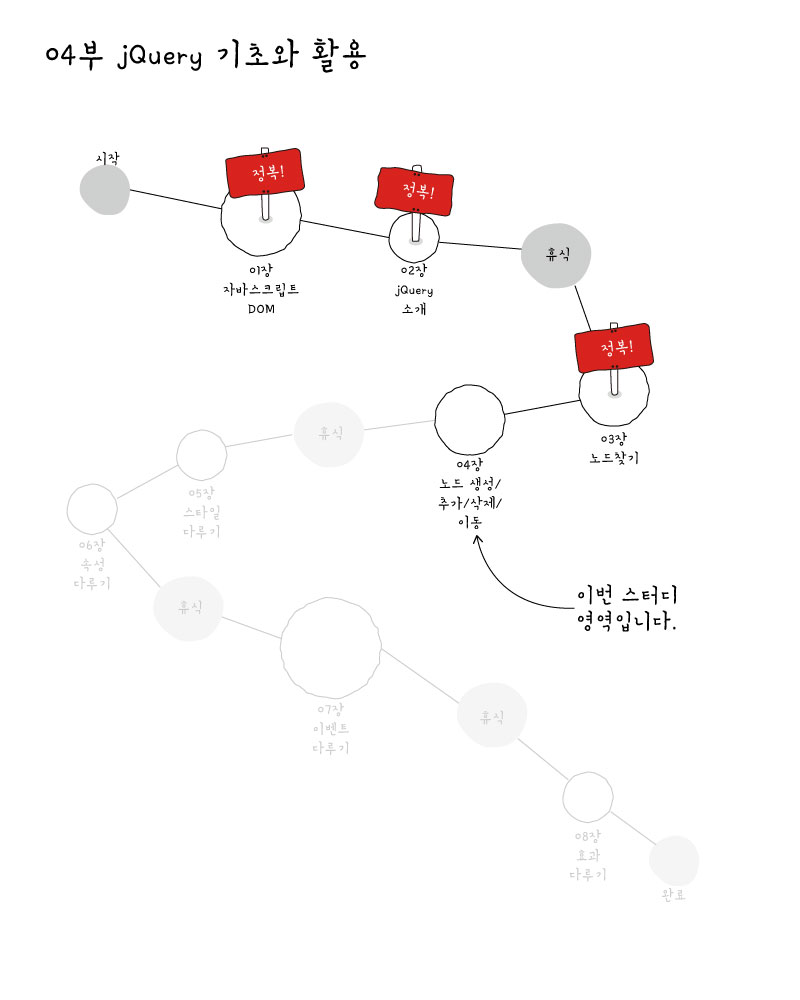 04부 jQuery 기초와 활용
시작
정복!
01장
자바스크립트
DOM
정복!
02장
jQuery
소개
휴식
정복!
03장
노드찾기
04장
노드 생성/
추가/삭제/
이동
이번 스터디
영역입니다.
휴식
05장
스타일
다루기
06장
속성
다루기
휴식
07장
이벤트
다루기
휴식
08장
효과
다루기
완료